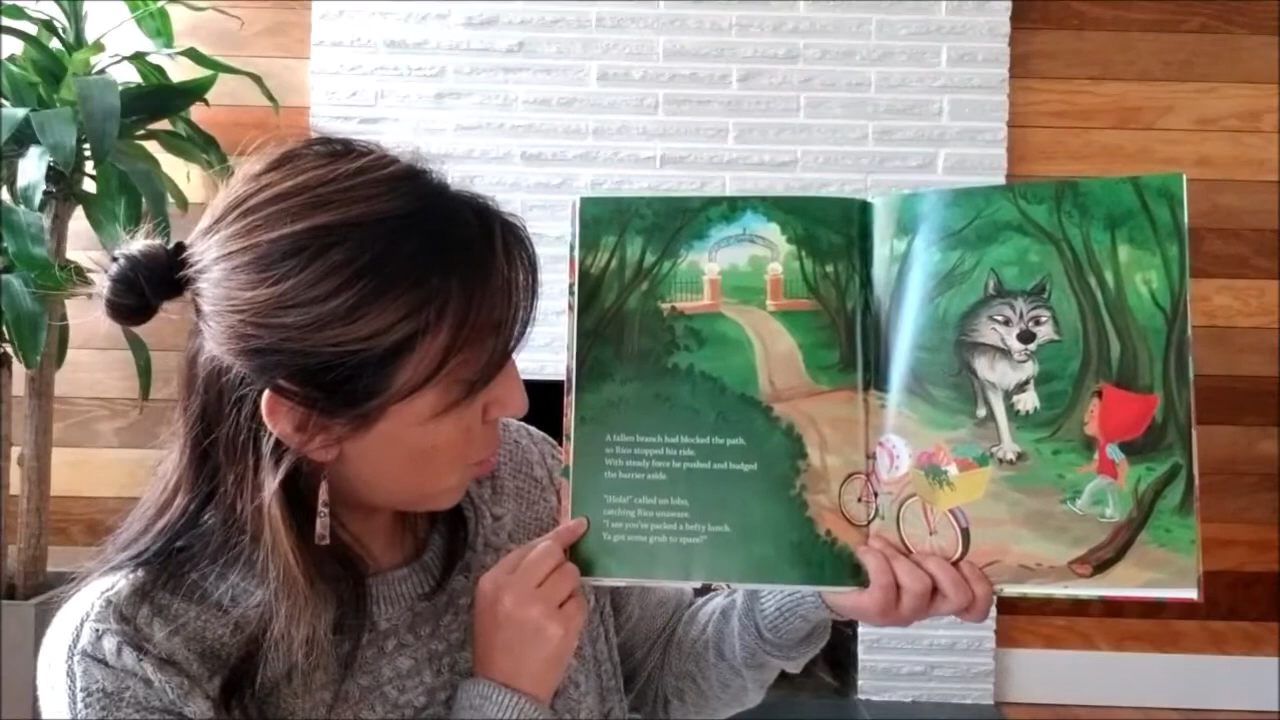 A fallen branch had blocked the path,
so Rico stopped his ride.
With steady force he pushed and budged
the barrier aside.
"¡Hola!" called un lobo,
catching Rico unaware.
"I see you've packed a hefty lunch.
Ya got some grub to spare?"